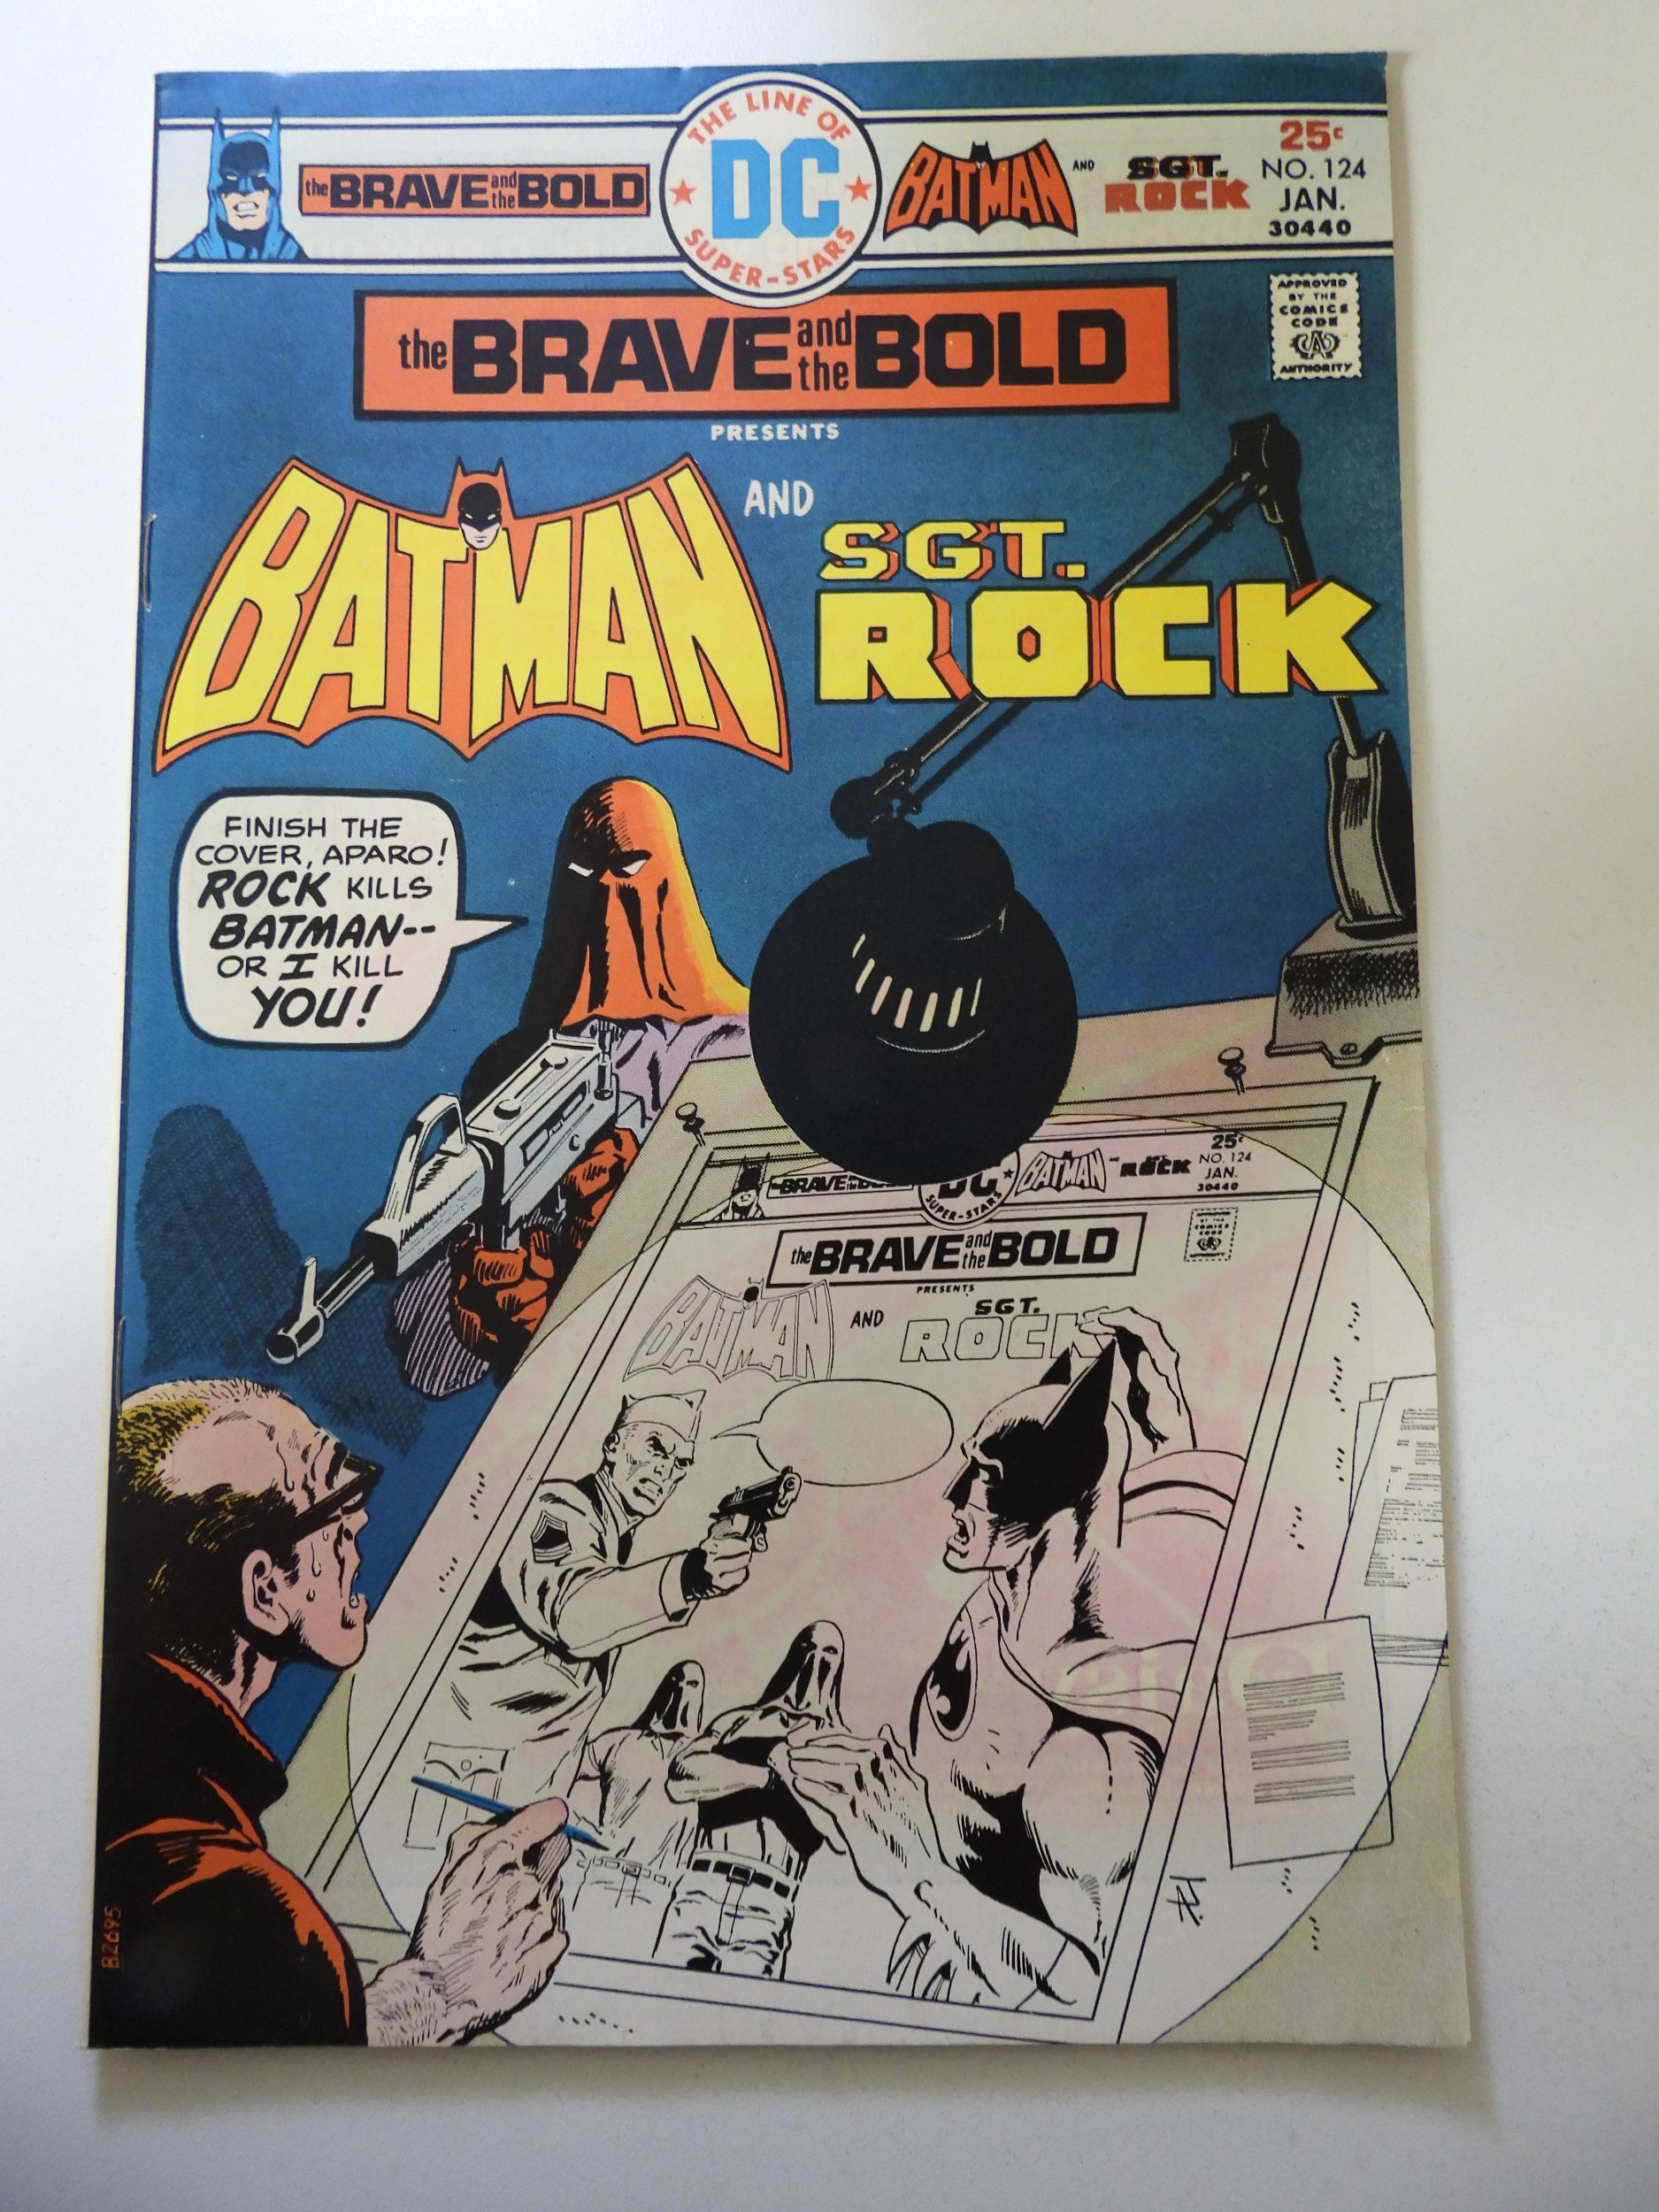 the BRAVE and the BOLD
THE LINE OF
DC
SUPER-STARS
BATMAN
AND
SGT.
ROCK
25¢
NO. 124
JAN.
30440
APPROVED
BY THE
COMICS
CODE
CA
AUTHORITY
the BRAVE and the BOLD
PRESENTS
BATMAN
AND
SGT.
ROCK
FINISH THE
COVER, APARO!
ROCK KILLS
BATMAN--
OR I KILL
YOU!
DC
SUPER-STARS
BATMAN
ROCK
25¢
NO. 124
JAN.
30440
the BRAVE and the BOLD
COMICS
CODE
PRESENTS
BATMAN
AND
SGT.
ROCK
B2695